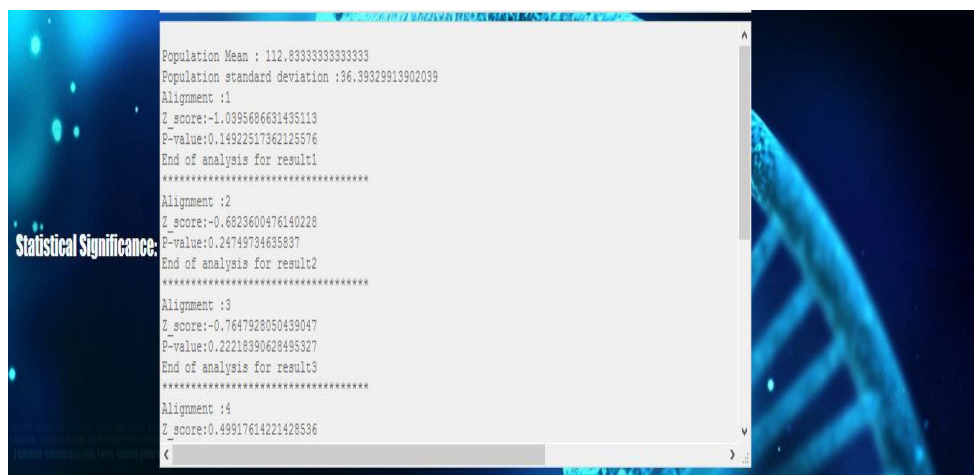 Population Mean : 112.83333333333333
Population standard deviation :36.39329913902039
Alignment :1
Z_score:-1.0395686631435113
P-value:0.14922517362125576
End of analysis for result1
************************************
Alignment :2
Z_score:-0.6823600476140228
Statistical Significance:
P-value:0.24749734635837
End of analysis for result2
************************************
Alignment :3
Z_score:-0.7647928050439047
P-value:0.22218390628495327
End of analysis for result3
************************************
Alignment :4
Z_score:0.49917614221428536